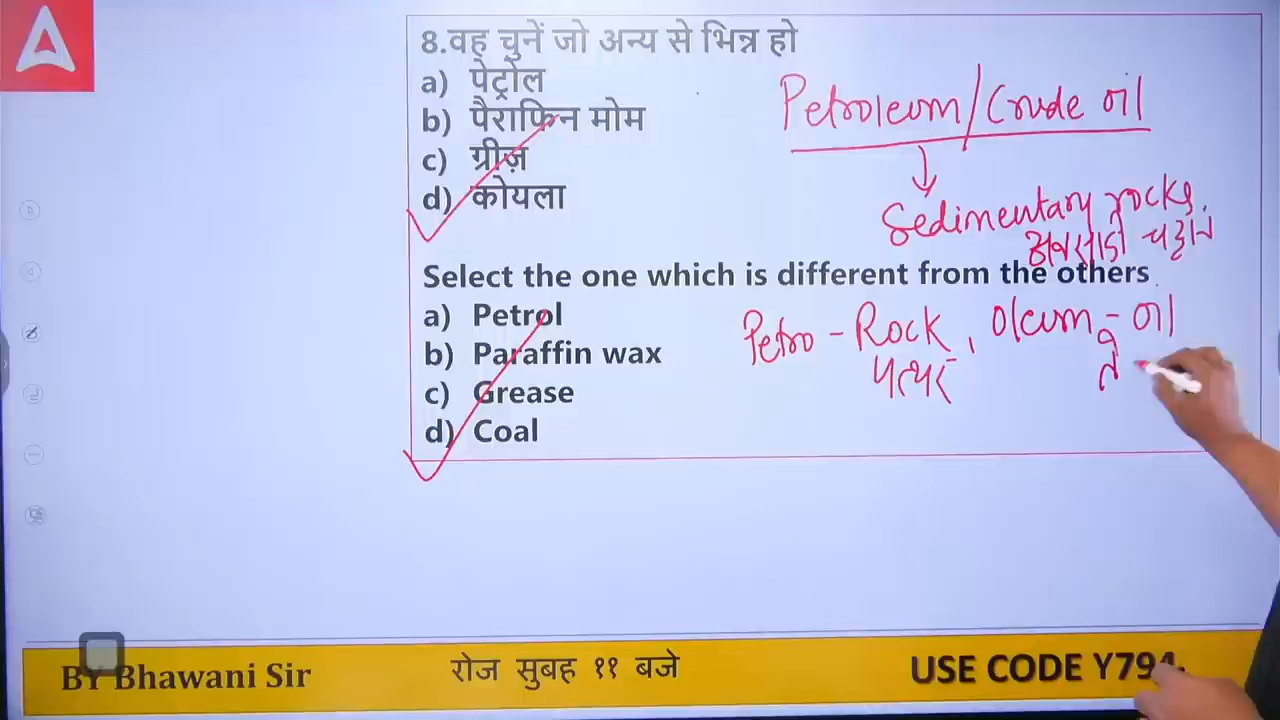 8.वह चुनें जो अन्य से भिन्न हो
a) पेट्रोल
b) पैराफिन मोम
c) ग्रीज़
d) कोयला
Petroleum/Crude oil
Sedimentary rocks.
अवसादी चट्टान
Select the one which is different from the others
a) Petrol
b) Paraffin wax
c) Grease
d) Coal
Petro - Rock, oleum - oil
पत्थर ते
BY Bhawani Sir
रोज सुबह ११ बजे
USE CODE Y794